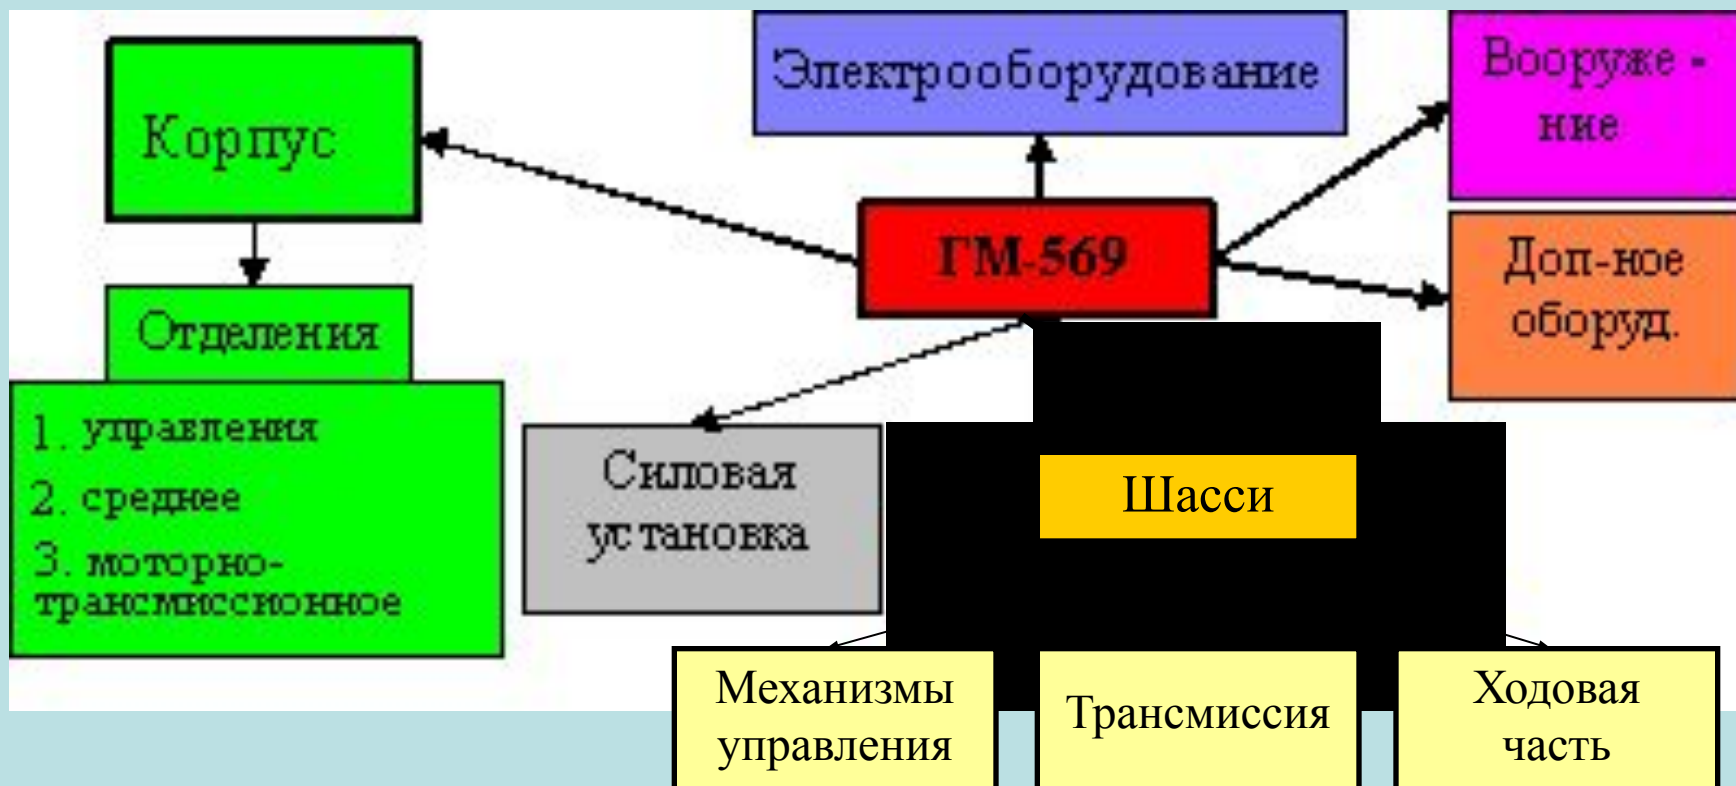 Корпус
Электрооборудование
Вооруже -
ние
ГМ-569
Доп-ное
оборуд.
Отделения
1. управления
2. среднее
3. моторно-
трансмиссионное
Силовая
установка
Шасси
Механизмы
управления
Трансмиссия
Ходовая
часть